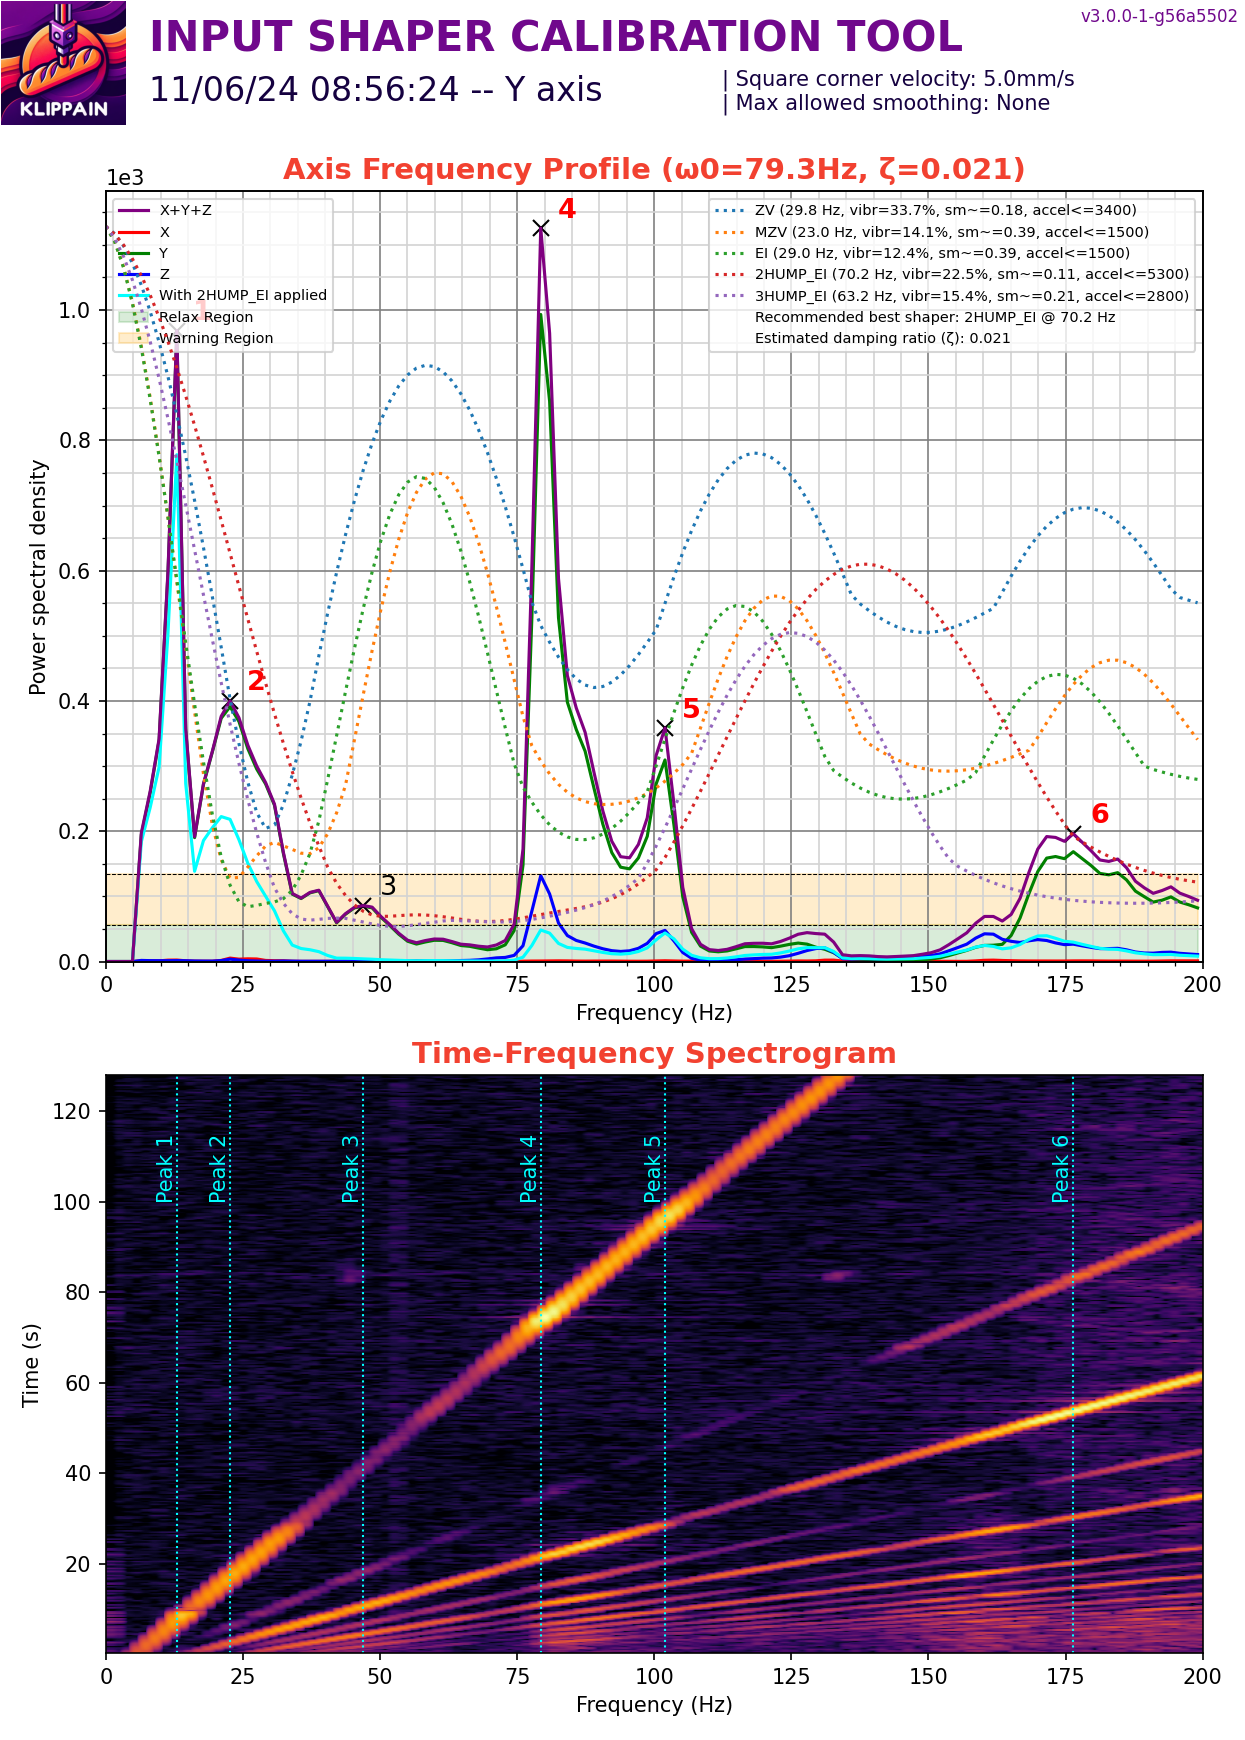 v3.0.0-1-g56a5502
INPUT SHAPER CALIBRATION TOOL
11/06/24 08:56:24 -- Y axis
| Square corner velocity: 5.0mm/s
| Max allowed smoothing: None
KLIPPAIN
Axis Frequency Profile (ω0=79.3Hz, ζ=0.021)
1e3
X+Y+Z
X
Y
Z
With 2HUMP_EI applied
Relax Region
Warning Region
ZV (29.8 Hz, vibr=33.7%, sm~=0.18, accel<=3400)
MZV (23.0 Hz, vibr=14.1%, sm~=0.39, accel<=1500)
EI (29.0 Hz, vibr=12.4%, sm~=0.39, accel<=1500)
2HUMP_EI (70.2 Hz, vibr=22.5%, sm~=0.11, accel<=5300)
3HUMP_EI (63.2 Hz, vibr=15.4%, sm~=0.21, accel<=2800)
Recommended best shaper: 2HUMP_EI @ 70.2 Hz
Estimated damping ratio (ζ): 0.021
1
2
3
4
5
6
Power spectral density
1.0
0.8
0.6
0.4
0.2
0.0
0 25 50 75 100 125 150 175 200
Frequency (Hz)
Time-Frequency Spectrogram
Peak 1
Peak 2
Peak 3
Peak 4
Peak 5
Peak 6
Time (s)
120
100
80
60
40
20
0 25 50 75 100 125 150 175 200
Frequency (Hz)